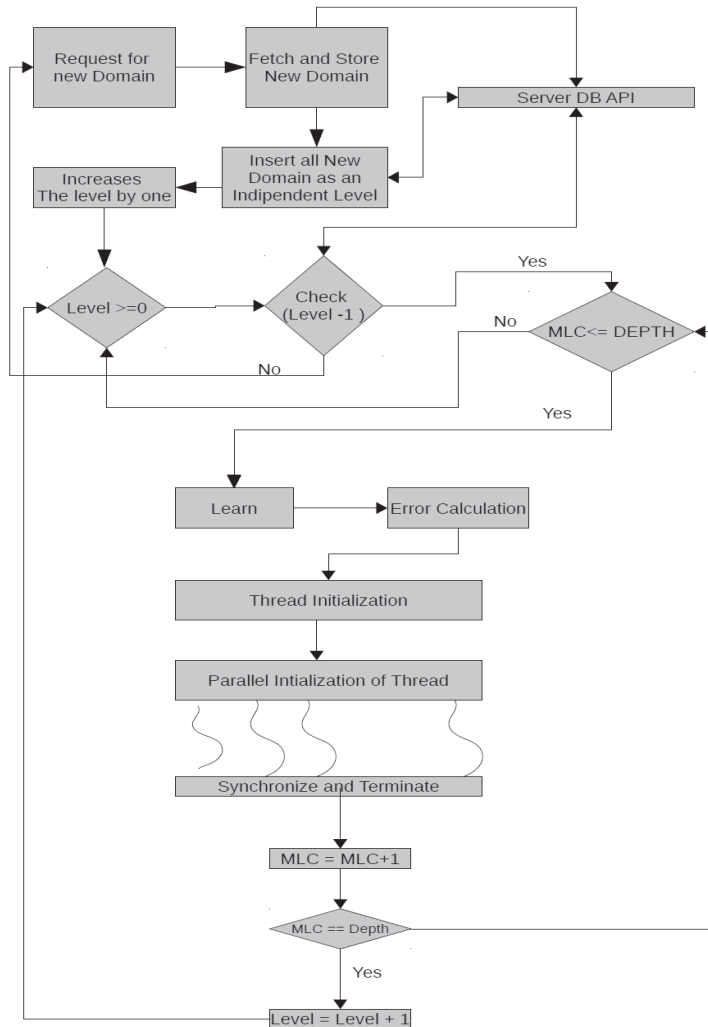 Request for
new Domain
Fetch and Store
New Domain
Server DB API
Insert all New
Domain as an
Indipendent Level
Increases
The level by one
Level >=0
Check
(Level -1 )
Yes
No
MLC<= DEPTH
No
Yes
Learn
Error Calculation
Thread Initialization
Parallel Intialization of Thread
Synchronize and Terminate
MLC = MLC+1
MLC == Depth
Yes
Level = Level + 1